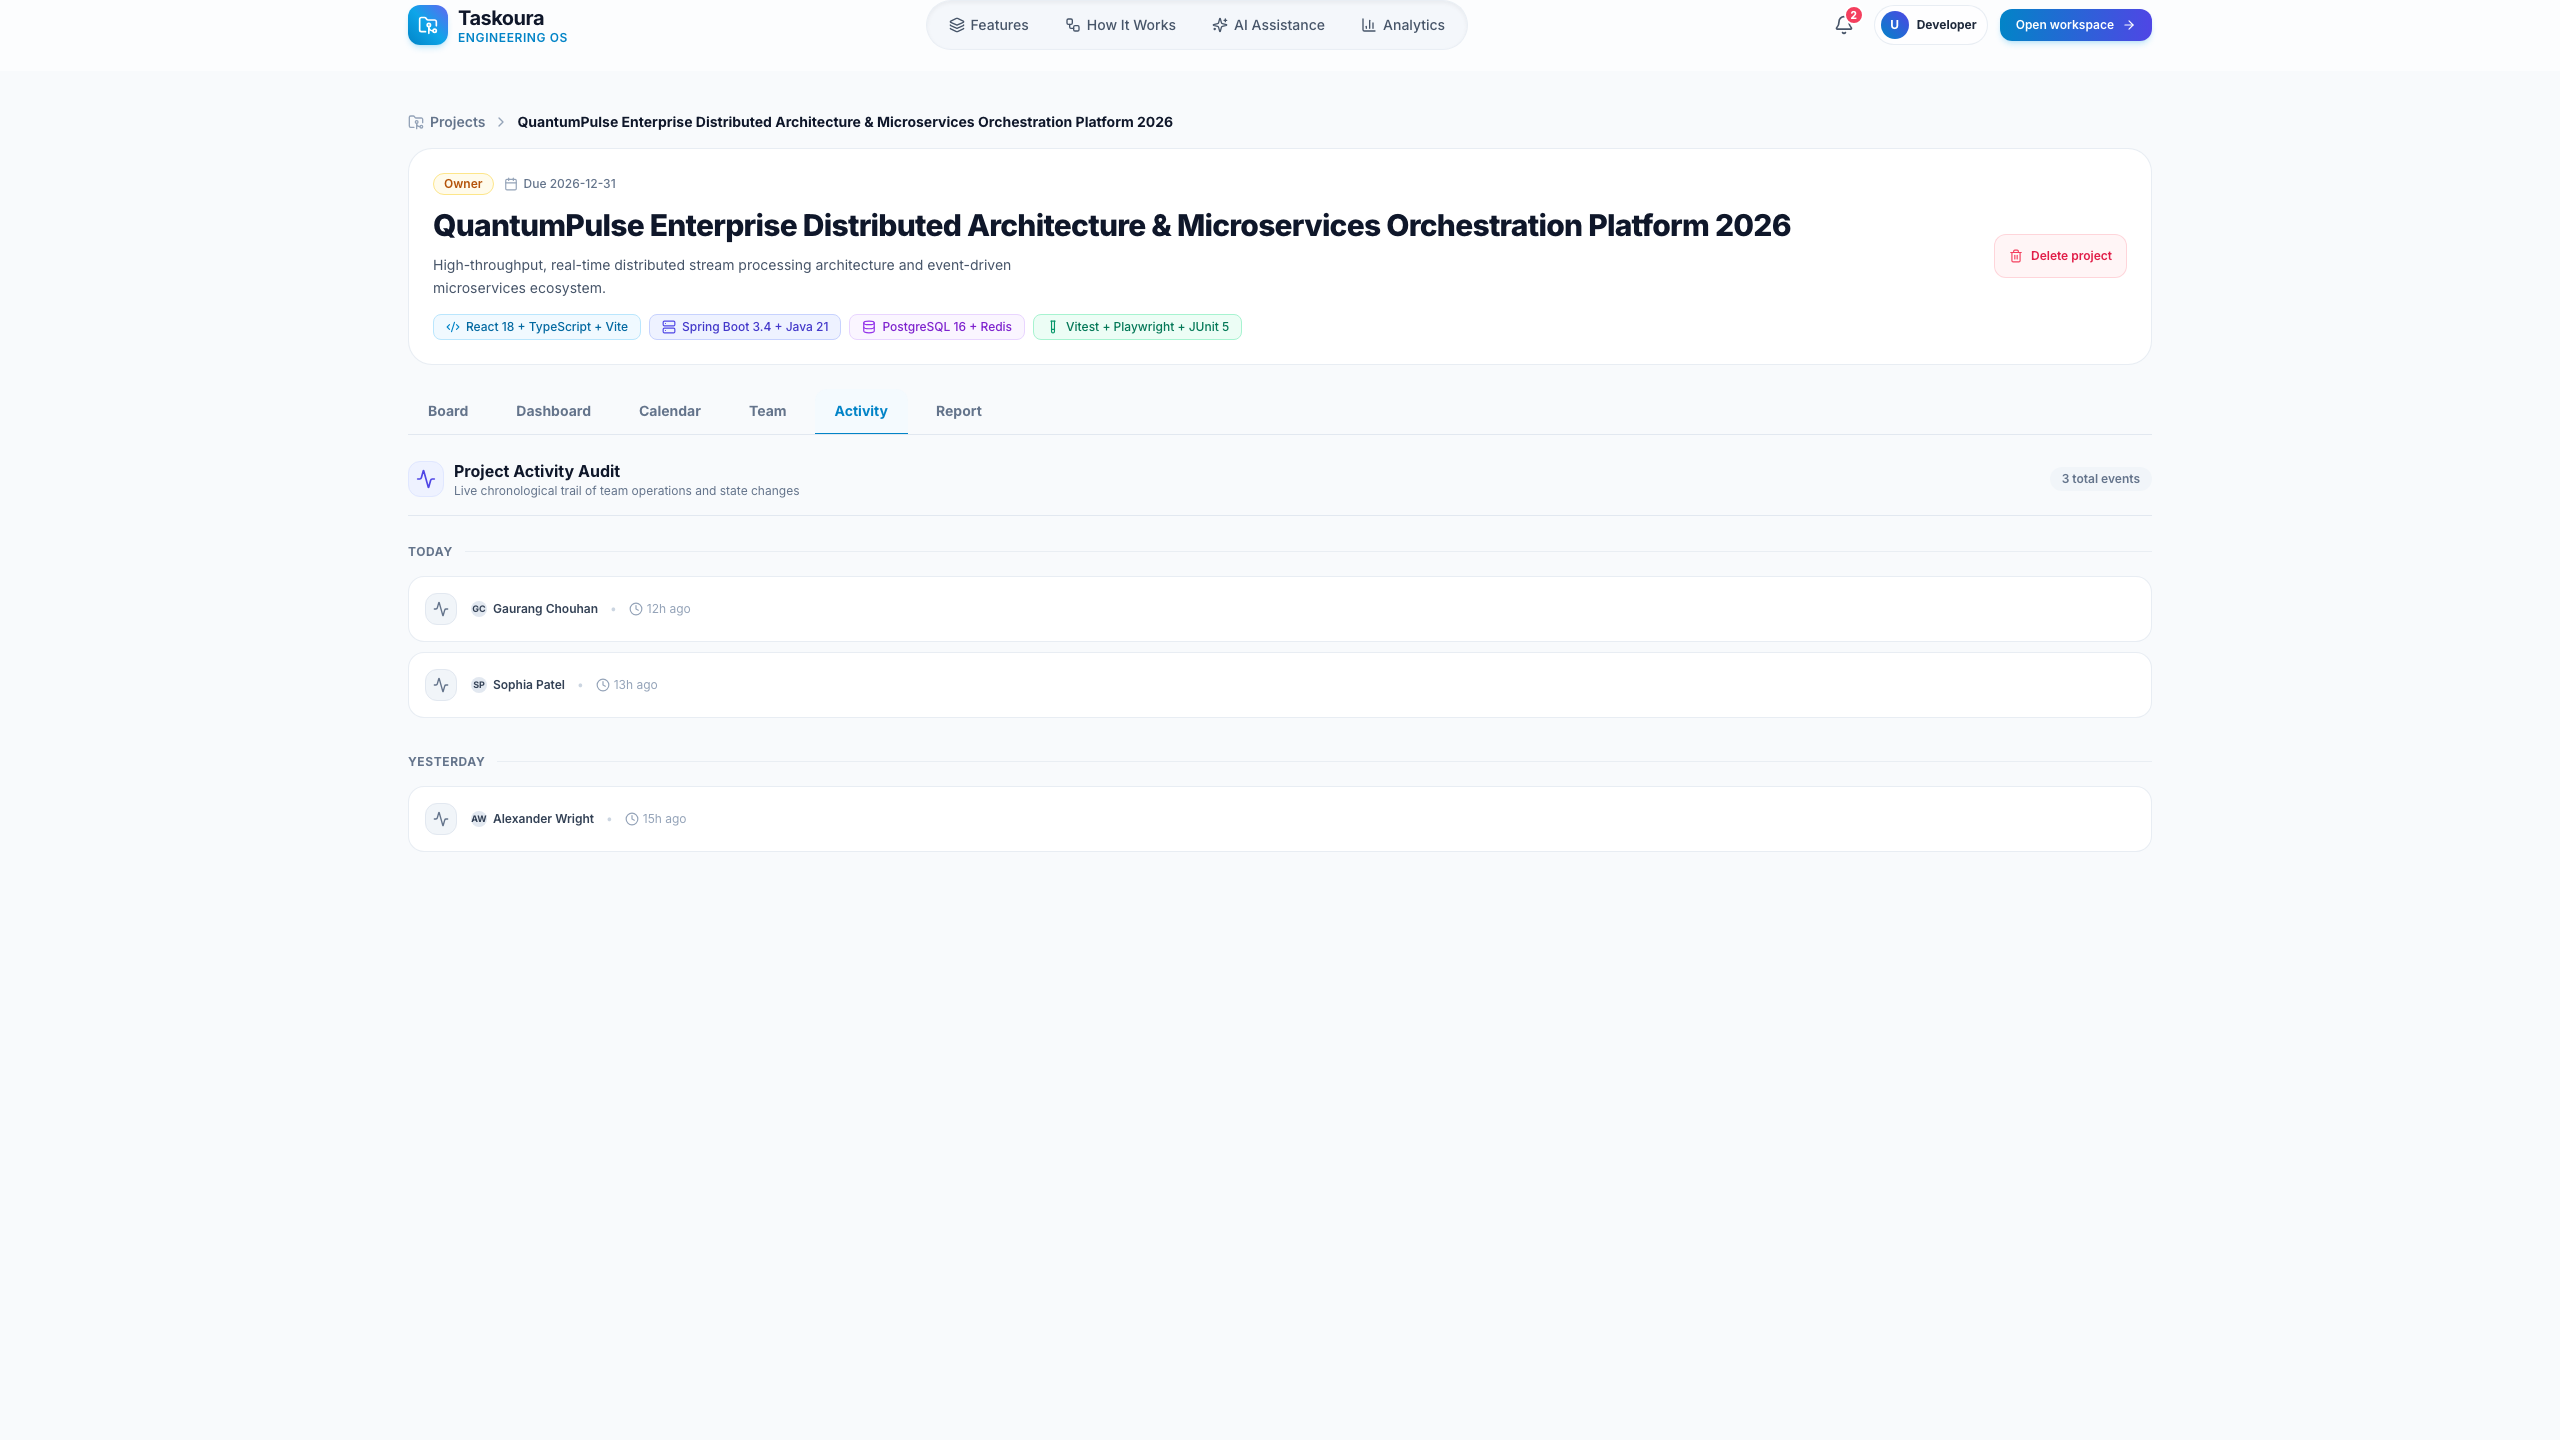 Taskoura
ENGINEERING OS
Features
How It Works
AI Assistance
Analytics
2
U
Developer
Open workspace
Projects
QuantumPulse Enterprise Distributed Architecture & Microservices Orchestration Platform 2026
Owner
Due 2026-12-31
QuantumPulse Enterprise Distributed Architecture & Microservices Orchestration Platform 2026
High-throughput, real-time distributed stream processing architecture and event-driven
microservices ecosystem.
Delete project
React 18 + TypeScript + Vite
Spring Boot 3.4 + Java 21
PostgreSQL 16 + Redis
Vitest + Playwright + JUnit 5
Board
Dashboard
Calendar
Team
Activity
Report
Project Activity Audit
Live chronological trail of team operations and state changes
3 total events
TODAY
GC Gaurang Chouhan • 12h ago
SP Sophia Patel • 13h ago
YESTERDAY
AW Alexander Wright • 15h ago